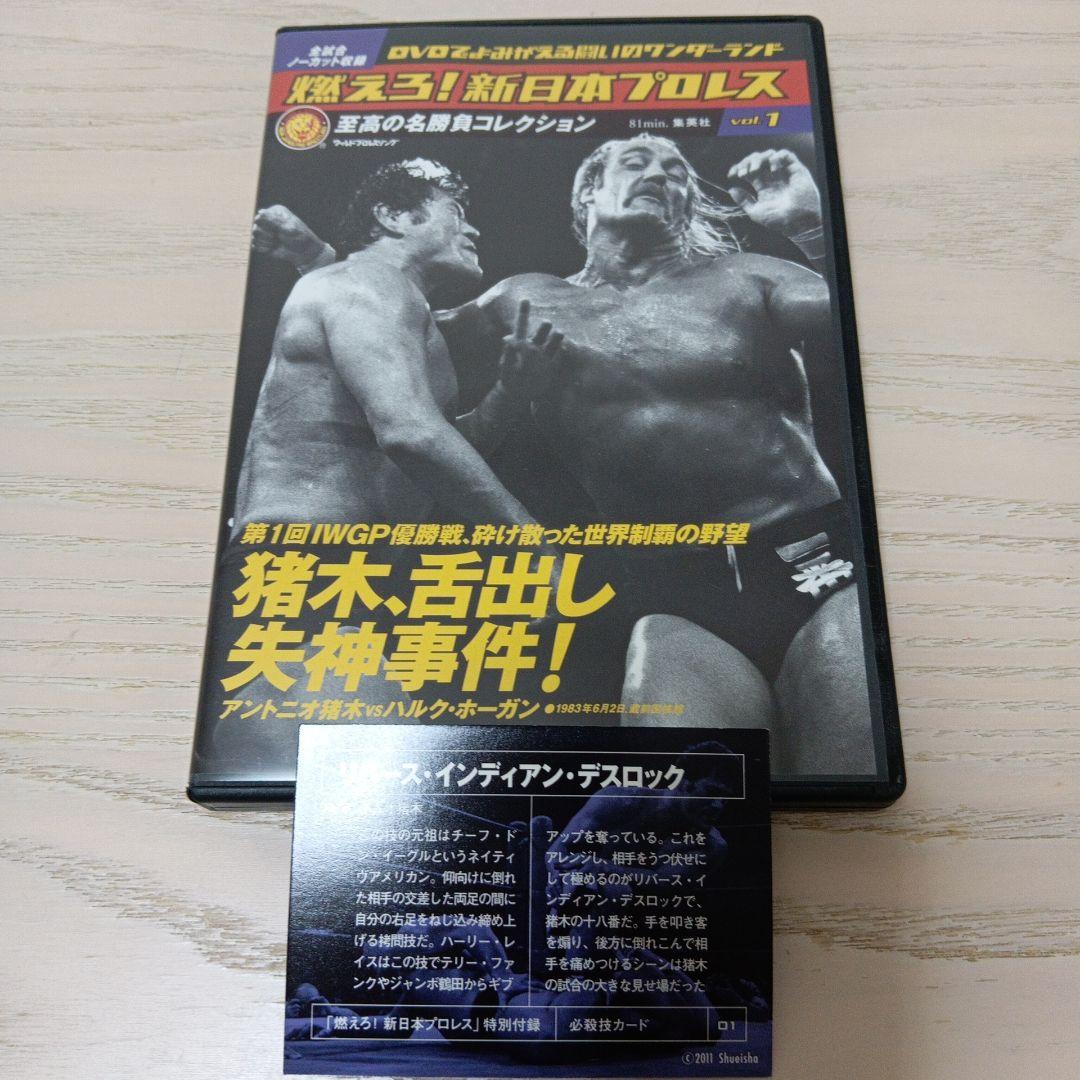 全試合
ノーカット収録
DVDでよみがえる闘いのワンダーランド
燃えろ!新日本プロレス
至高の名勝負コレクション
81min. 集英社
vol.1
ワールドプロレスリング
第1回IWGP優勝戦、砕け散った世界制覇の野望
猪木、舌出し
失神事件!
アントニオ猪木vsハルク・ホーガン ●1983年6月2日、蔵前国技館
リバース・インディアン・デスロック
この技の元祖はチーフ・ド
ン・イーグルというネイティ
ヴアメリカン。仰向けに倒れ
た相手の交差した両足の間に
自分の右足をねじ込み締め上
げる拷問技だ。ハーリー・レ
イスはこの技でテリー・ファ
ンクやジャンボ鶴田からギブ
アップを奪っている。これを
アレンジし、相手をうつ伏せに
して極めるのがリバース・イ
ンディアン・デスロックで、
猪木の十八番だ。手を叩き客
を煽り、後方に倒れこんで相
手を痛めつけるシーンは猪木
の試合の大きな見せ場だった
「燃えろ! 新日本プロレス」特別付録
必殺技カード
01
©2011 Shueisha